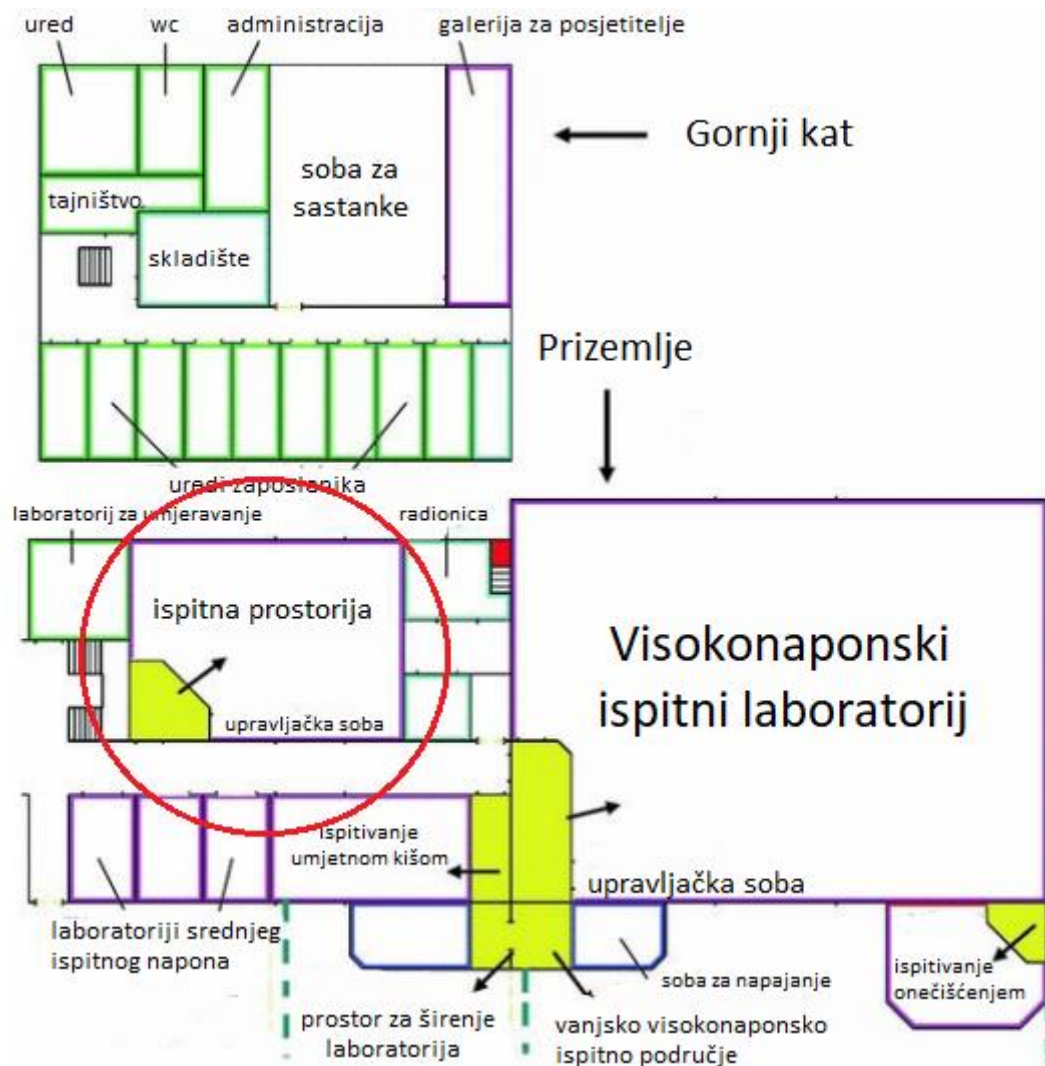 ured
wc
administracija
galerija za posjetitelje
Gornji kat
soba za
sastanke
tajništvo
skladište
Prizemlje
uredi zaposlanika
laboratorij za umjeravanje
radionica
ispitna prostorija
Visokonaponski
ispitni laboratorij
upravljačka soba
Ispitivanje
umjetnom kišom
upravljačka soba
laboratoriji srednjeg
ispitnog napona
soba za napajanje
ispitivanje
onečišćenjem
prostor za širenje
laboratorija
vanjsko visokonaponsko
ispitno područje